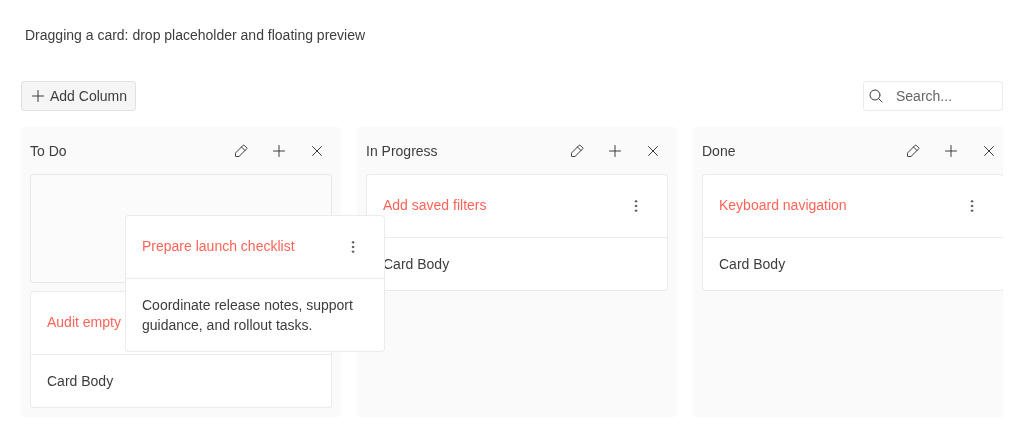 Dragging a card: drop placeholder and floating preview
Add Column
Search...
To Do
In Progress
Done
Prepare launch checklist
Coordinate release notes, support
guidance, and rollout tasks.
Audit empty
Card Body
Add saved filters
Card Body
Keyboard navigation
Card Body